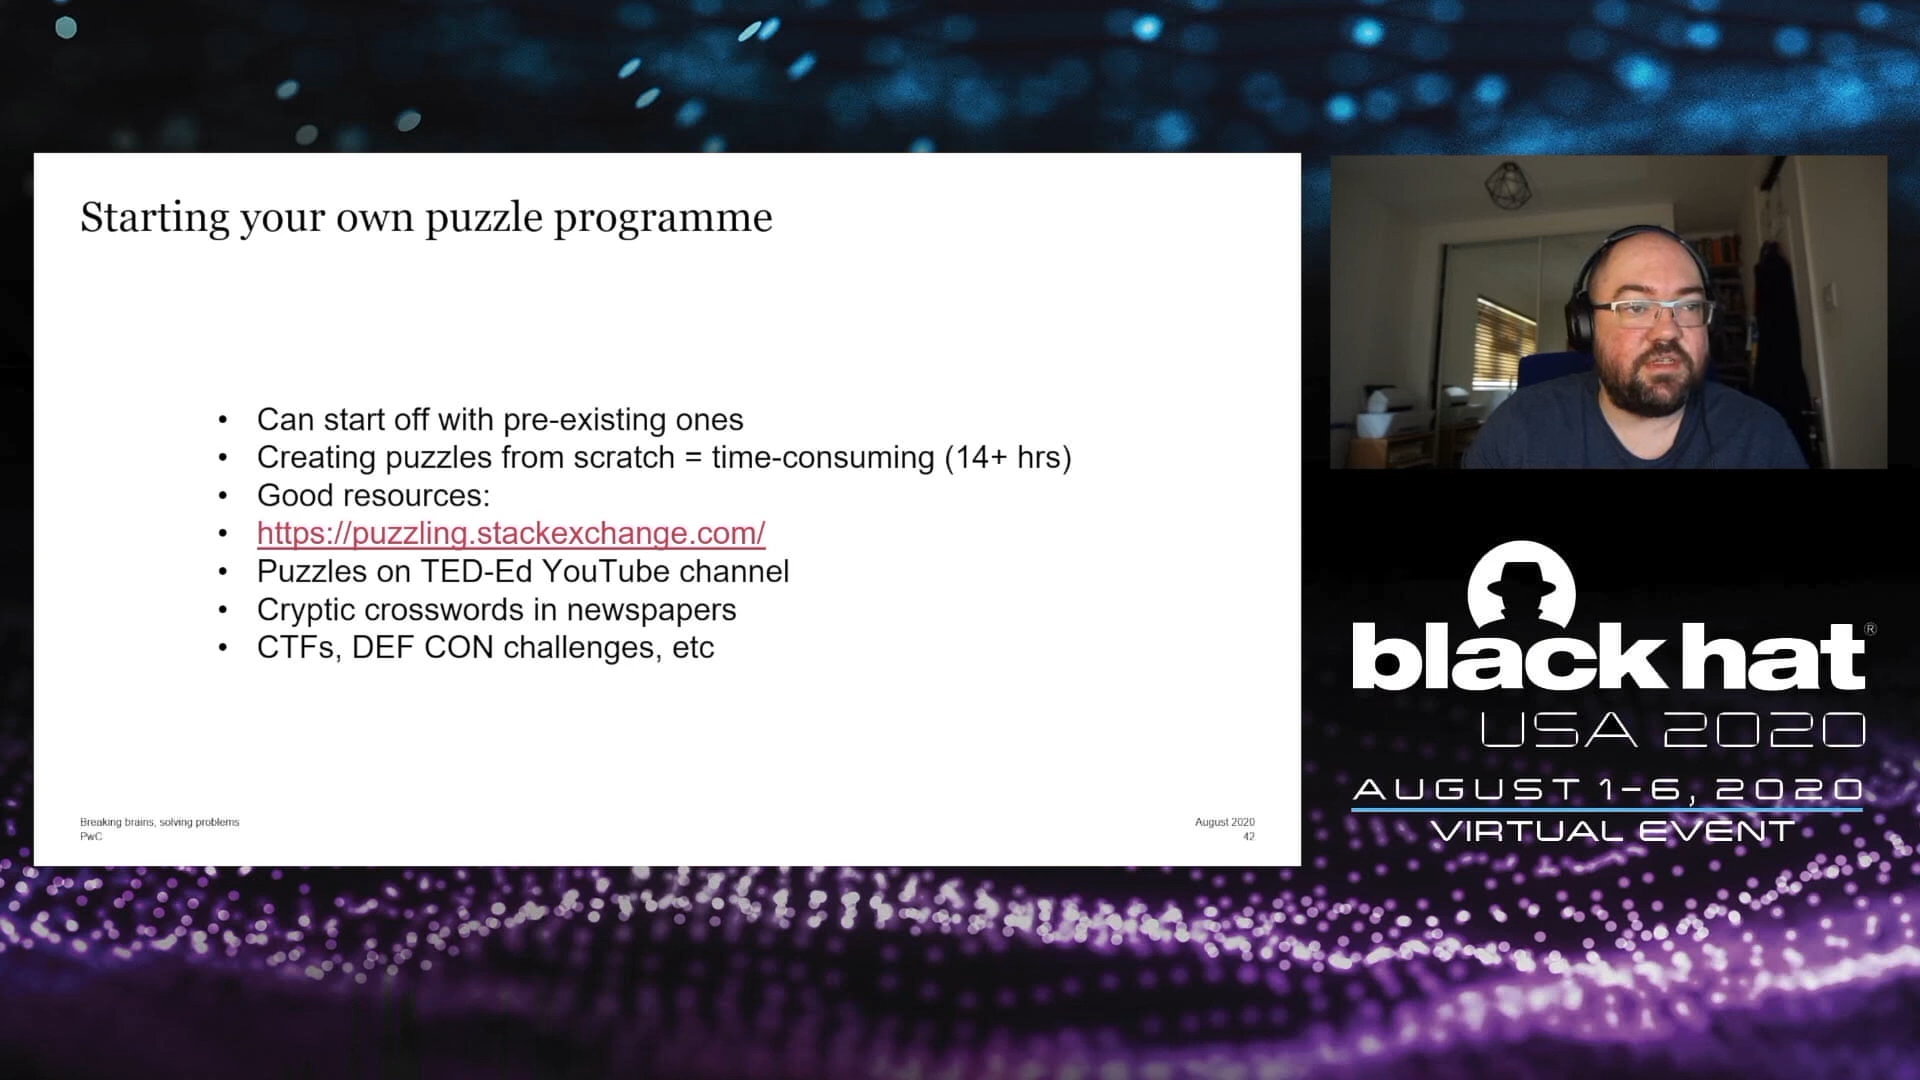 Starting your own puzzle programme
• Can start off with pre-existing ones
• Creating puzzles from scratch = time-consuming (14+ hrs)
• Good resources:
• https://puzzling.stackexchange.com/
• Puzzles on TED-Ed YouTube channel
• Cryptic crosswords in newspapers
• CTFs, DEF CON challenges, etc
Breaking brains, solving problems
PwC
August 2020
42
black hat®
USA 2020
AUGUST 1-6, 2020
VIRTUAL EVENT